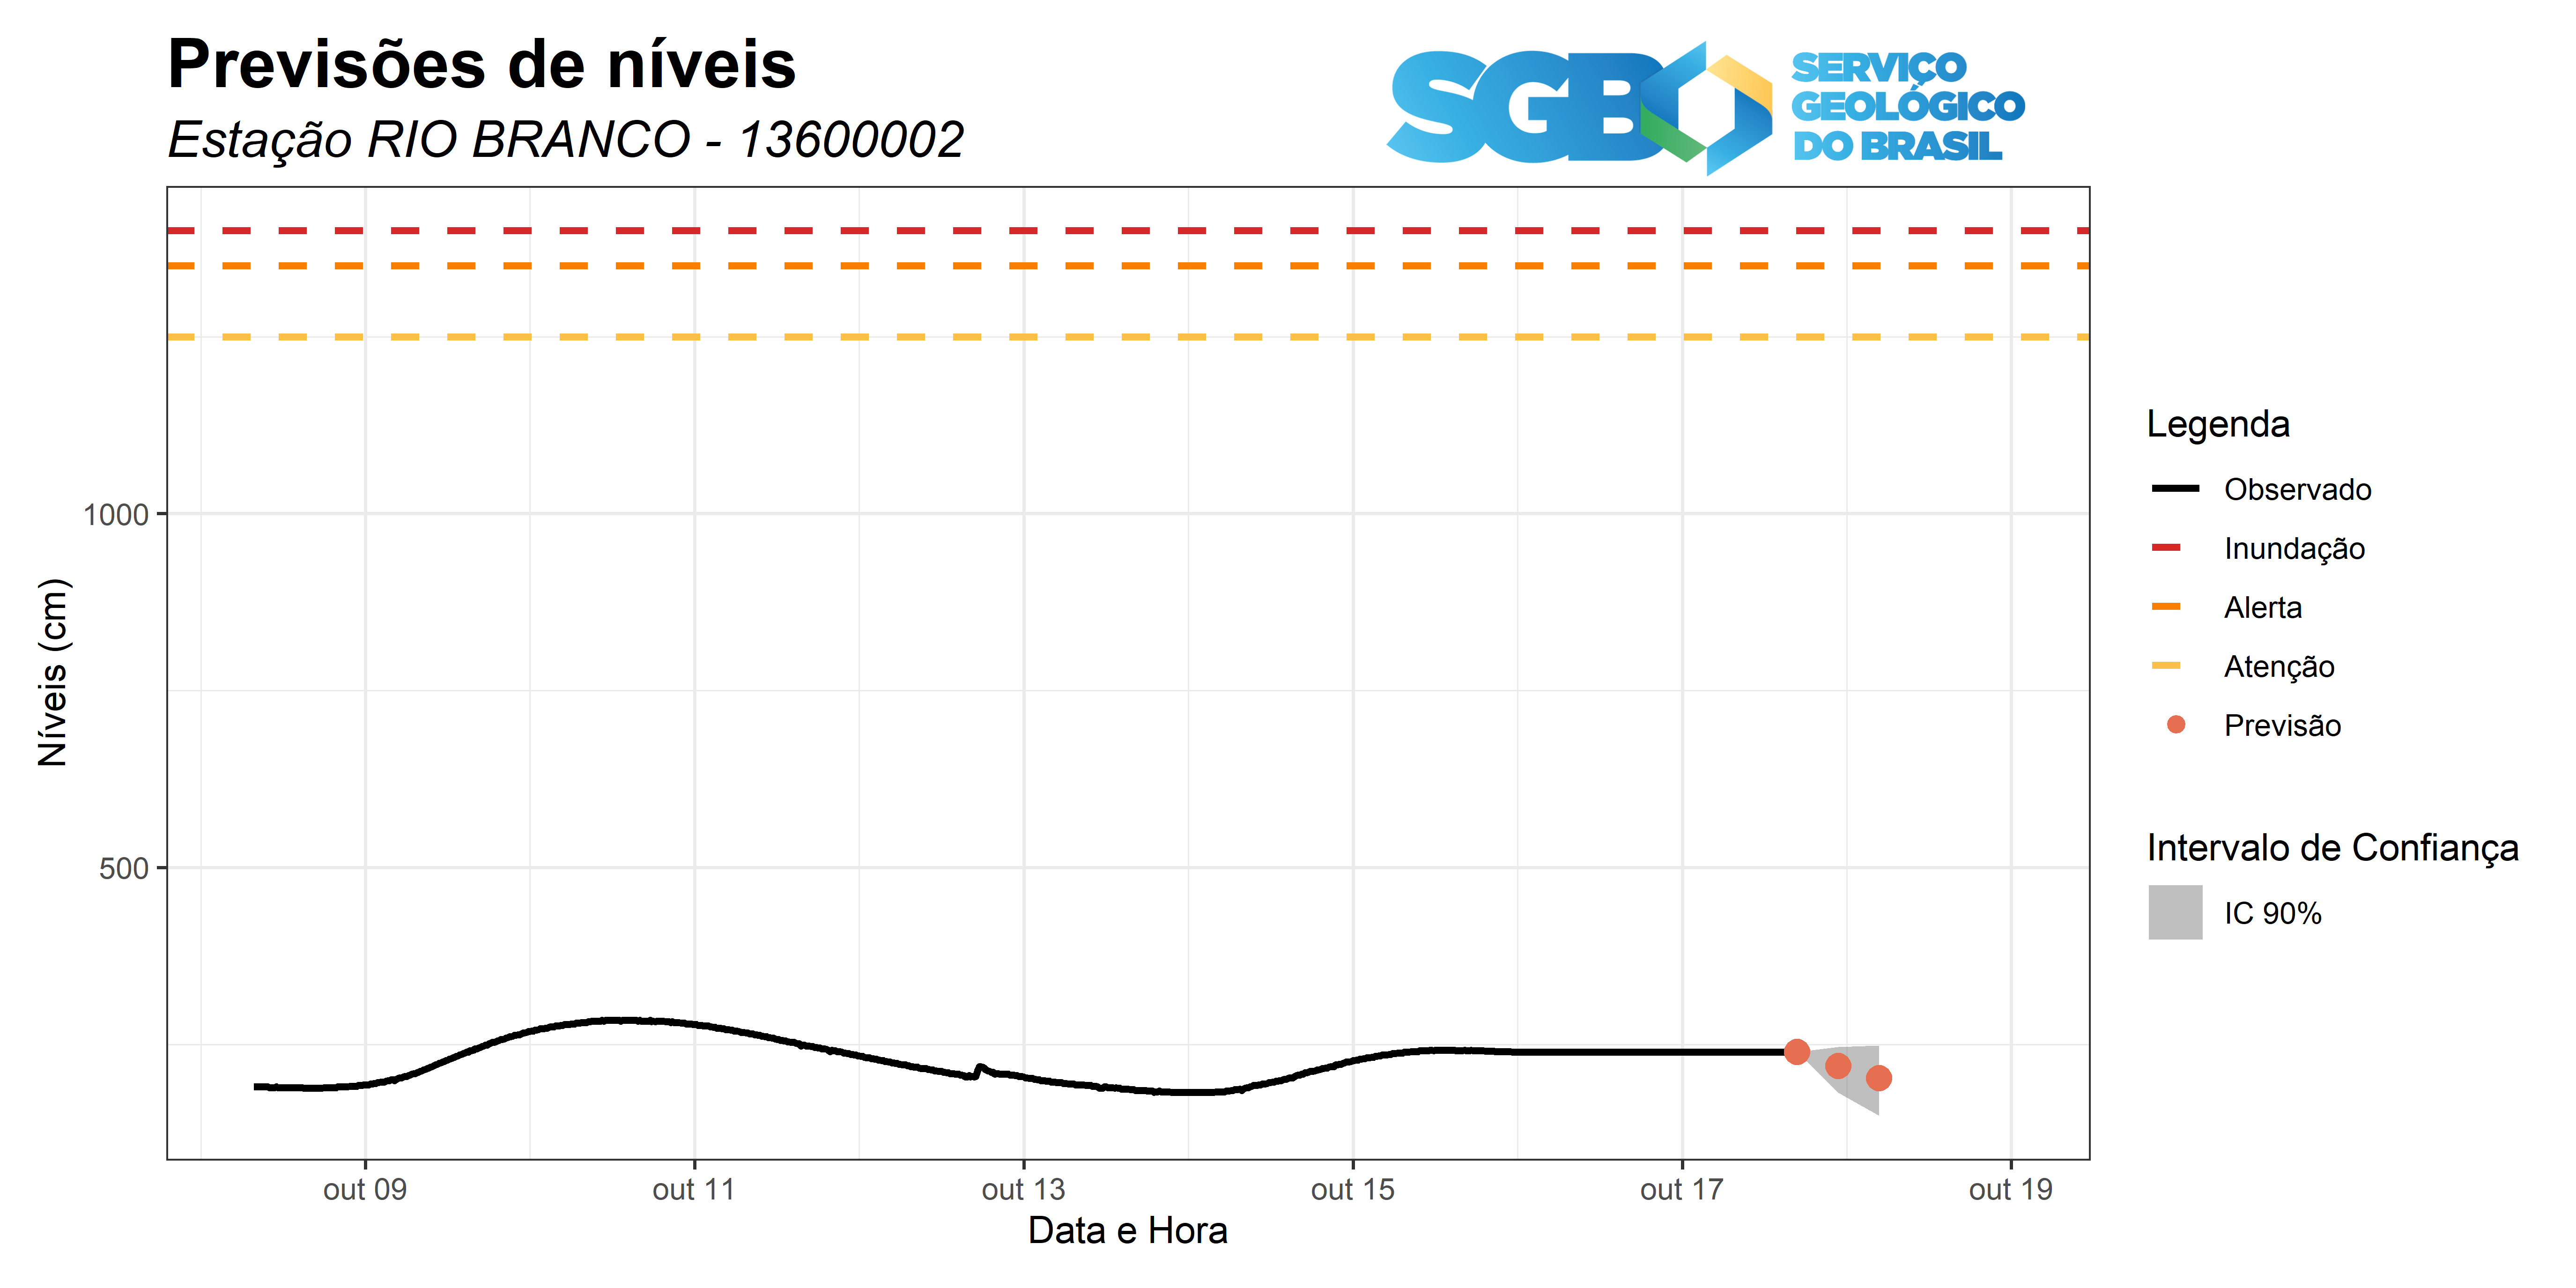 Previsões de níveis
Estação RIO BRANCO - 13600002
SGB
SERVIÇO
GEOLÓGICO
DO BRASIL
Níveis (cm)
1000
500
out 09
out 11
out 13
out 15
out 17
out 19
Data e Hora
Legenda
Observado
Inundação
Alerta
Atenção
Previsão
Intervalo de Confiança
IC 90%